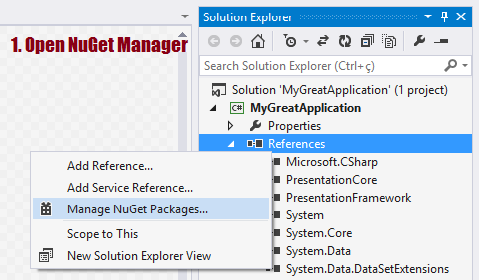 1. Open NuGet Manager
Solution Explorer
Search Solution Explorer (Ctrl+ç)
Solution 'MyGreatApplication' (1 project)
C# MyGreatApplication
Properties
References
Microsoft.CSharp
PresentationCore
PresentationFramework
System
System.Core
System.Data
System.Data.DataSetExtensions
Add Reference...
Add Service Reference...
Manage NuGet Packages...
Scope to This
New Solution Explorer View